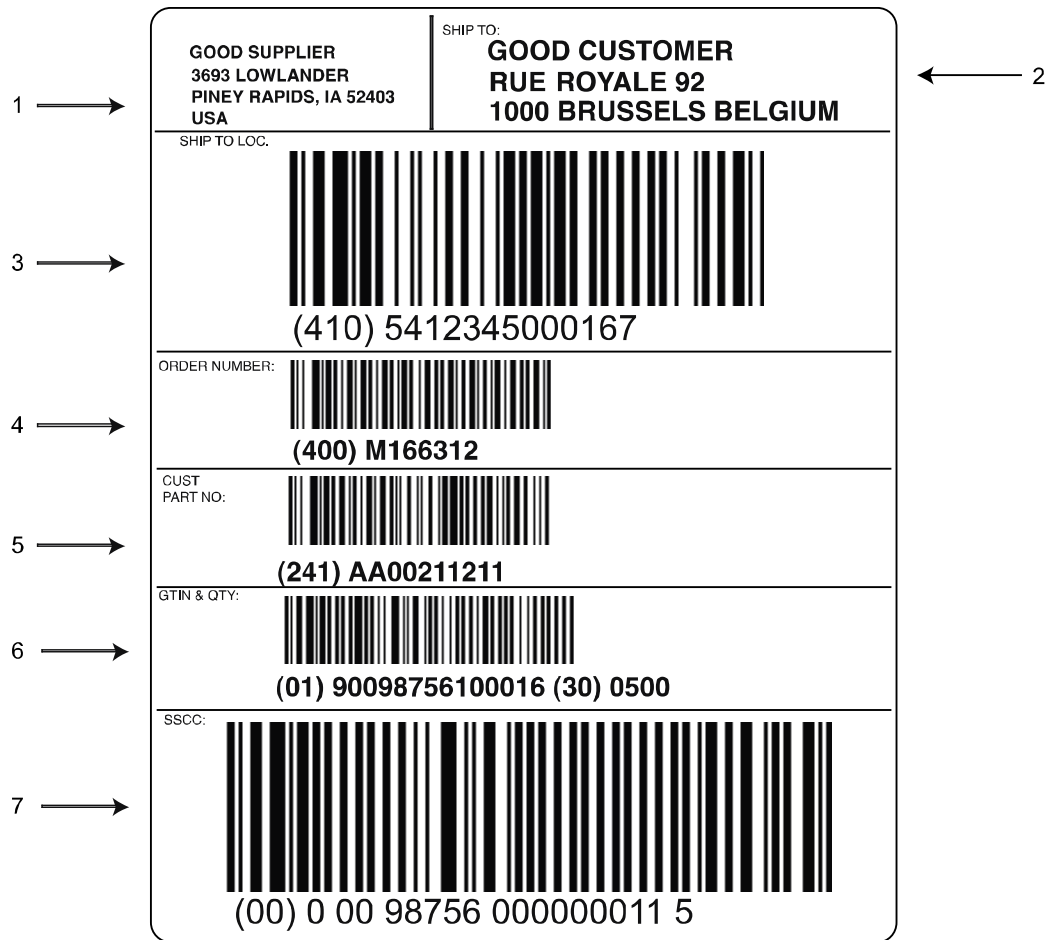 GOOD SUPPLIER
3693 LOWLANDER
PINEY RAPIDS, IA 52403
USA
1
SHIP TO:
GOOD CUSTOMER
RUE ROYALE 92
1000 BRUSSELS BELGIUM
2
SHIP TO LOC.
3
(410) 5412345000167
ORDER NUMBER:
4
(400) M166312
CUST
PART NO:
5
(241) AA00211211
GTIN & QTY:
6
(01) 90098756100016 (30) 0500
SSCC:
7
(00) 0 00 98756 000000011 5